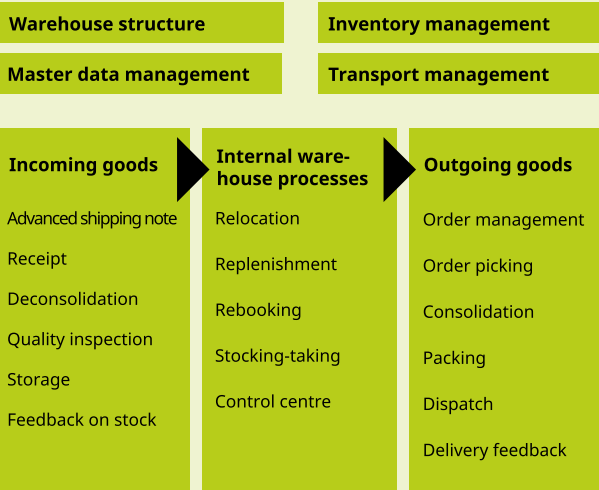 Warehouse structure
Inventory management
Master data management
Transport management
Incoming goods
Advanced shipping note
Receipt
Deconsolidation
Quality inspection
Storage
Feedback on stock
Internal ware-
house processes
Relocation
Replenishment
Rebooking
Stocking-taking
Control centre
Outgoing goods
Order management
Order picking
Consolidation
Packing
Dispatch
Delivery feedback